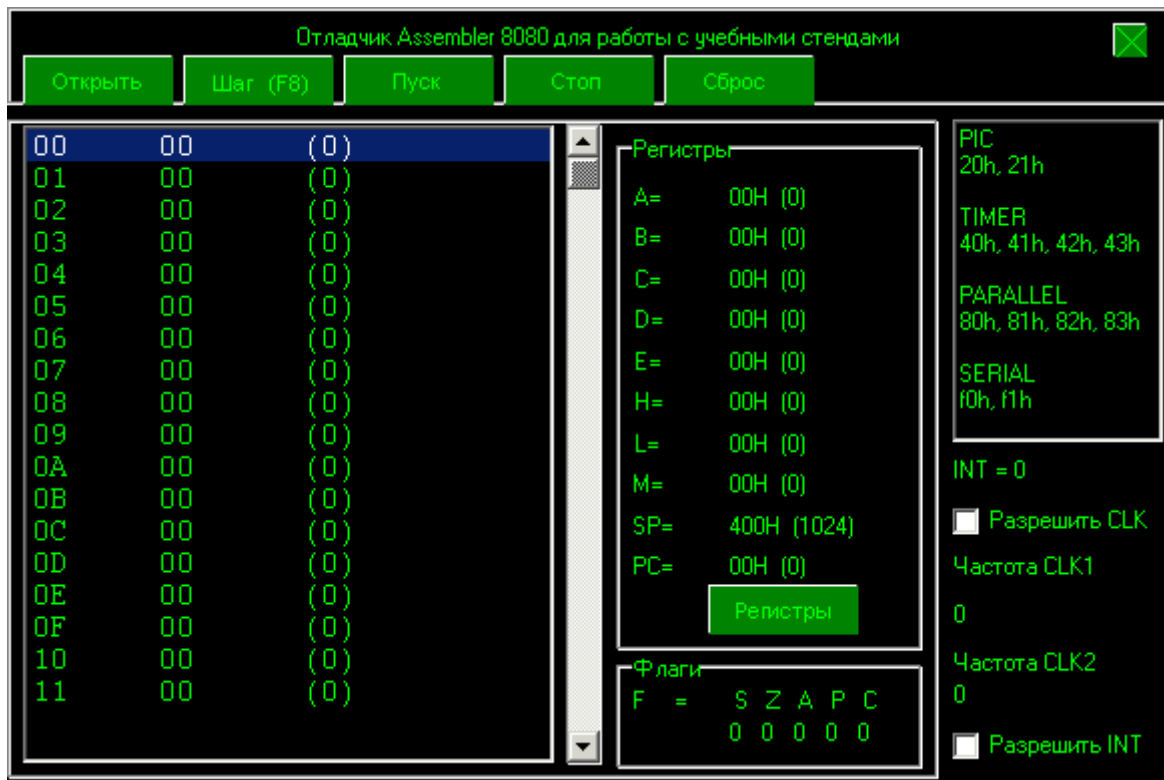 Отладчик Assembler 8080 для работы с учебными стендами
Открыть Шаг (F8) Пуск Стоп Сброс
00 00 (0)
01 00 (0)
02 00 (0)
03 00 (0)
04 00 (0)
05 00 (0)
06 00 (0)
07 00 (0)
08 00 (0)
09 00 (0)
0A 00 (0)
0B 00 (0)
0C 00 (0)
0D 00 (0)
0E 00 (0)
0F 00 (0)
10 00 (0)
11 00 (0)
Регистры
A= 00H (0)
B= 00H (0)
C= 00H (0)
D= 00H (0)
E= 00H (0)
H= 00H (0)
L= 00H (0)
M= 00H (0)
SP= 400H (1024)
PC= 00H (0)
Регистры
Флаги
F = S Z A P C
0 0 0 0 0
PIC
20h, 21h
TIMER
40h, 41h, 42h, 43h
PARALLEL
80h, 81h, 82h, 83h
SERIAL
f0h, f1h
INT = 0
Разрешить CLK
Частота CLK1
0
Частота CLK2
0
Разрешить INT